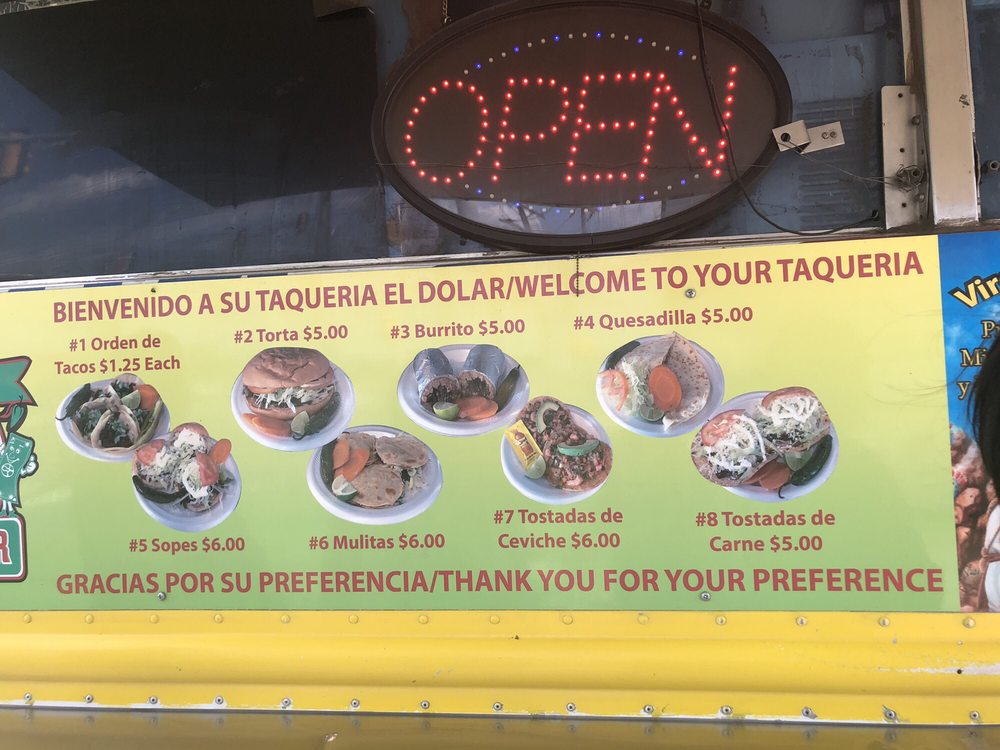 OPEN
BIENVENIDO A SU TAQUERIA EL DOLAR/WELCOME TO YOUR TAQUERIA
#1 Orden de
Tacos $1.25 Each
#2 Torta $5.00
#3 Burrito $5.00
#4 Quesadilla $5.00
#5 Sopes $6.00
#6 Mulitas $6.00
#7 Tostadas de
Ceviche $6.00
#8 Tostadas de
Carne $5.00
GRACIAS POR SU PREFERENCIA/THANK YOU FOR YOUR PREFERENCE